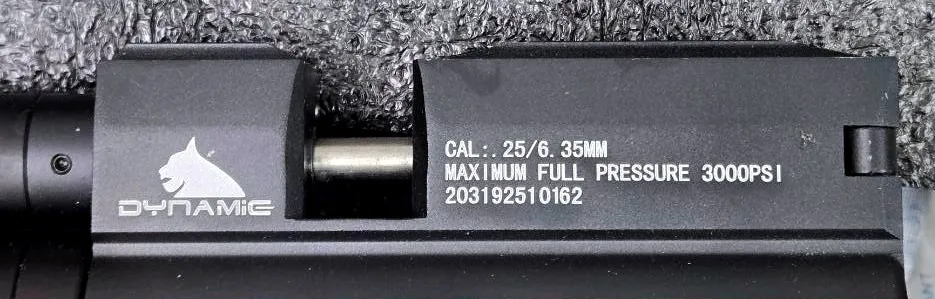 DYNAMiC
CAL:.25/6.35MM
MAXIMUM FULL PRESSURE 3000PSI
203192510162